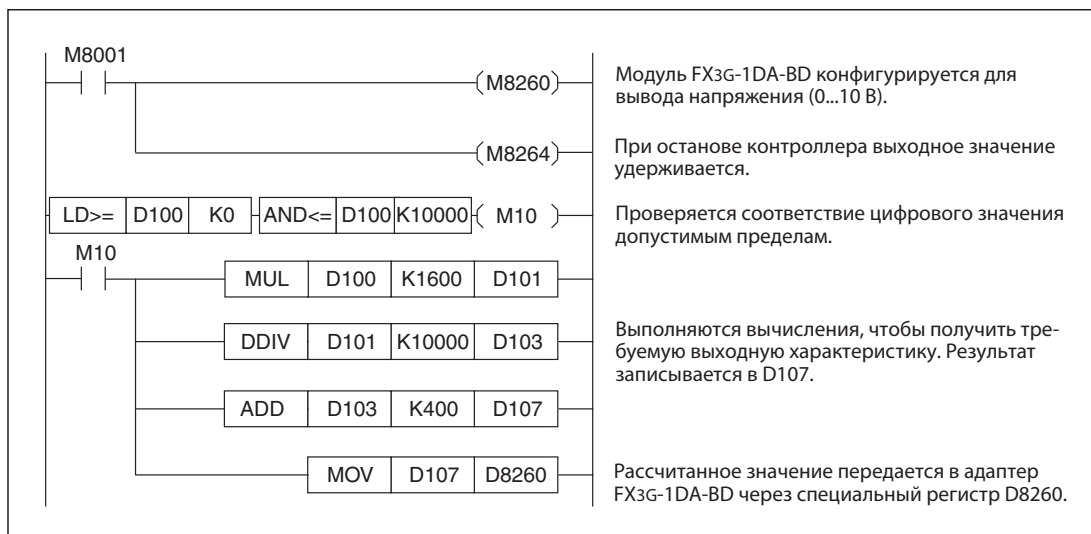 M8001
M8260
Модуль FX3G-1DA-BD конфигурируется для
вывода напряжения (0...10 В).
M8264
При останове контроллера выходное значение
удерживается.
LD>= D100 K0 AND<= D100 K10000 M10
Проверяется соответствие цифрового значения
допустимым пределам.
M10
MUL D100 K1600 D101
DDIV D101 K10000 D103
Выполняются вычисления, чтобы получить тре-
буемую выходную характеристику. Результат
записывается в D107.
ADD D103 K400 D107
MOV D107 D8260
Рассчитанное значение передается в адаптер
FX3G-1DA-BD через специальный регистр D8260.